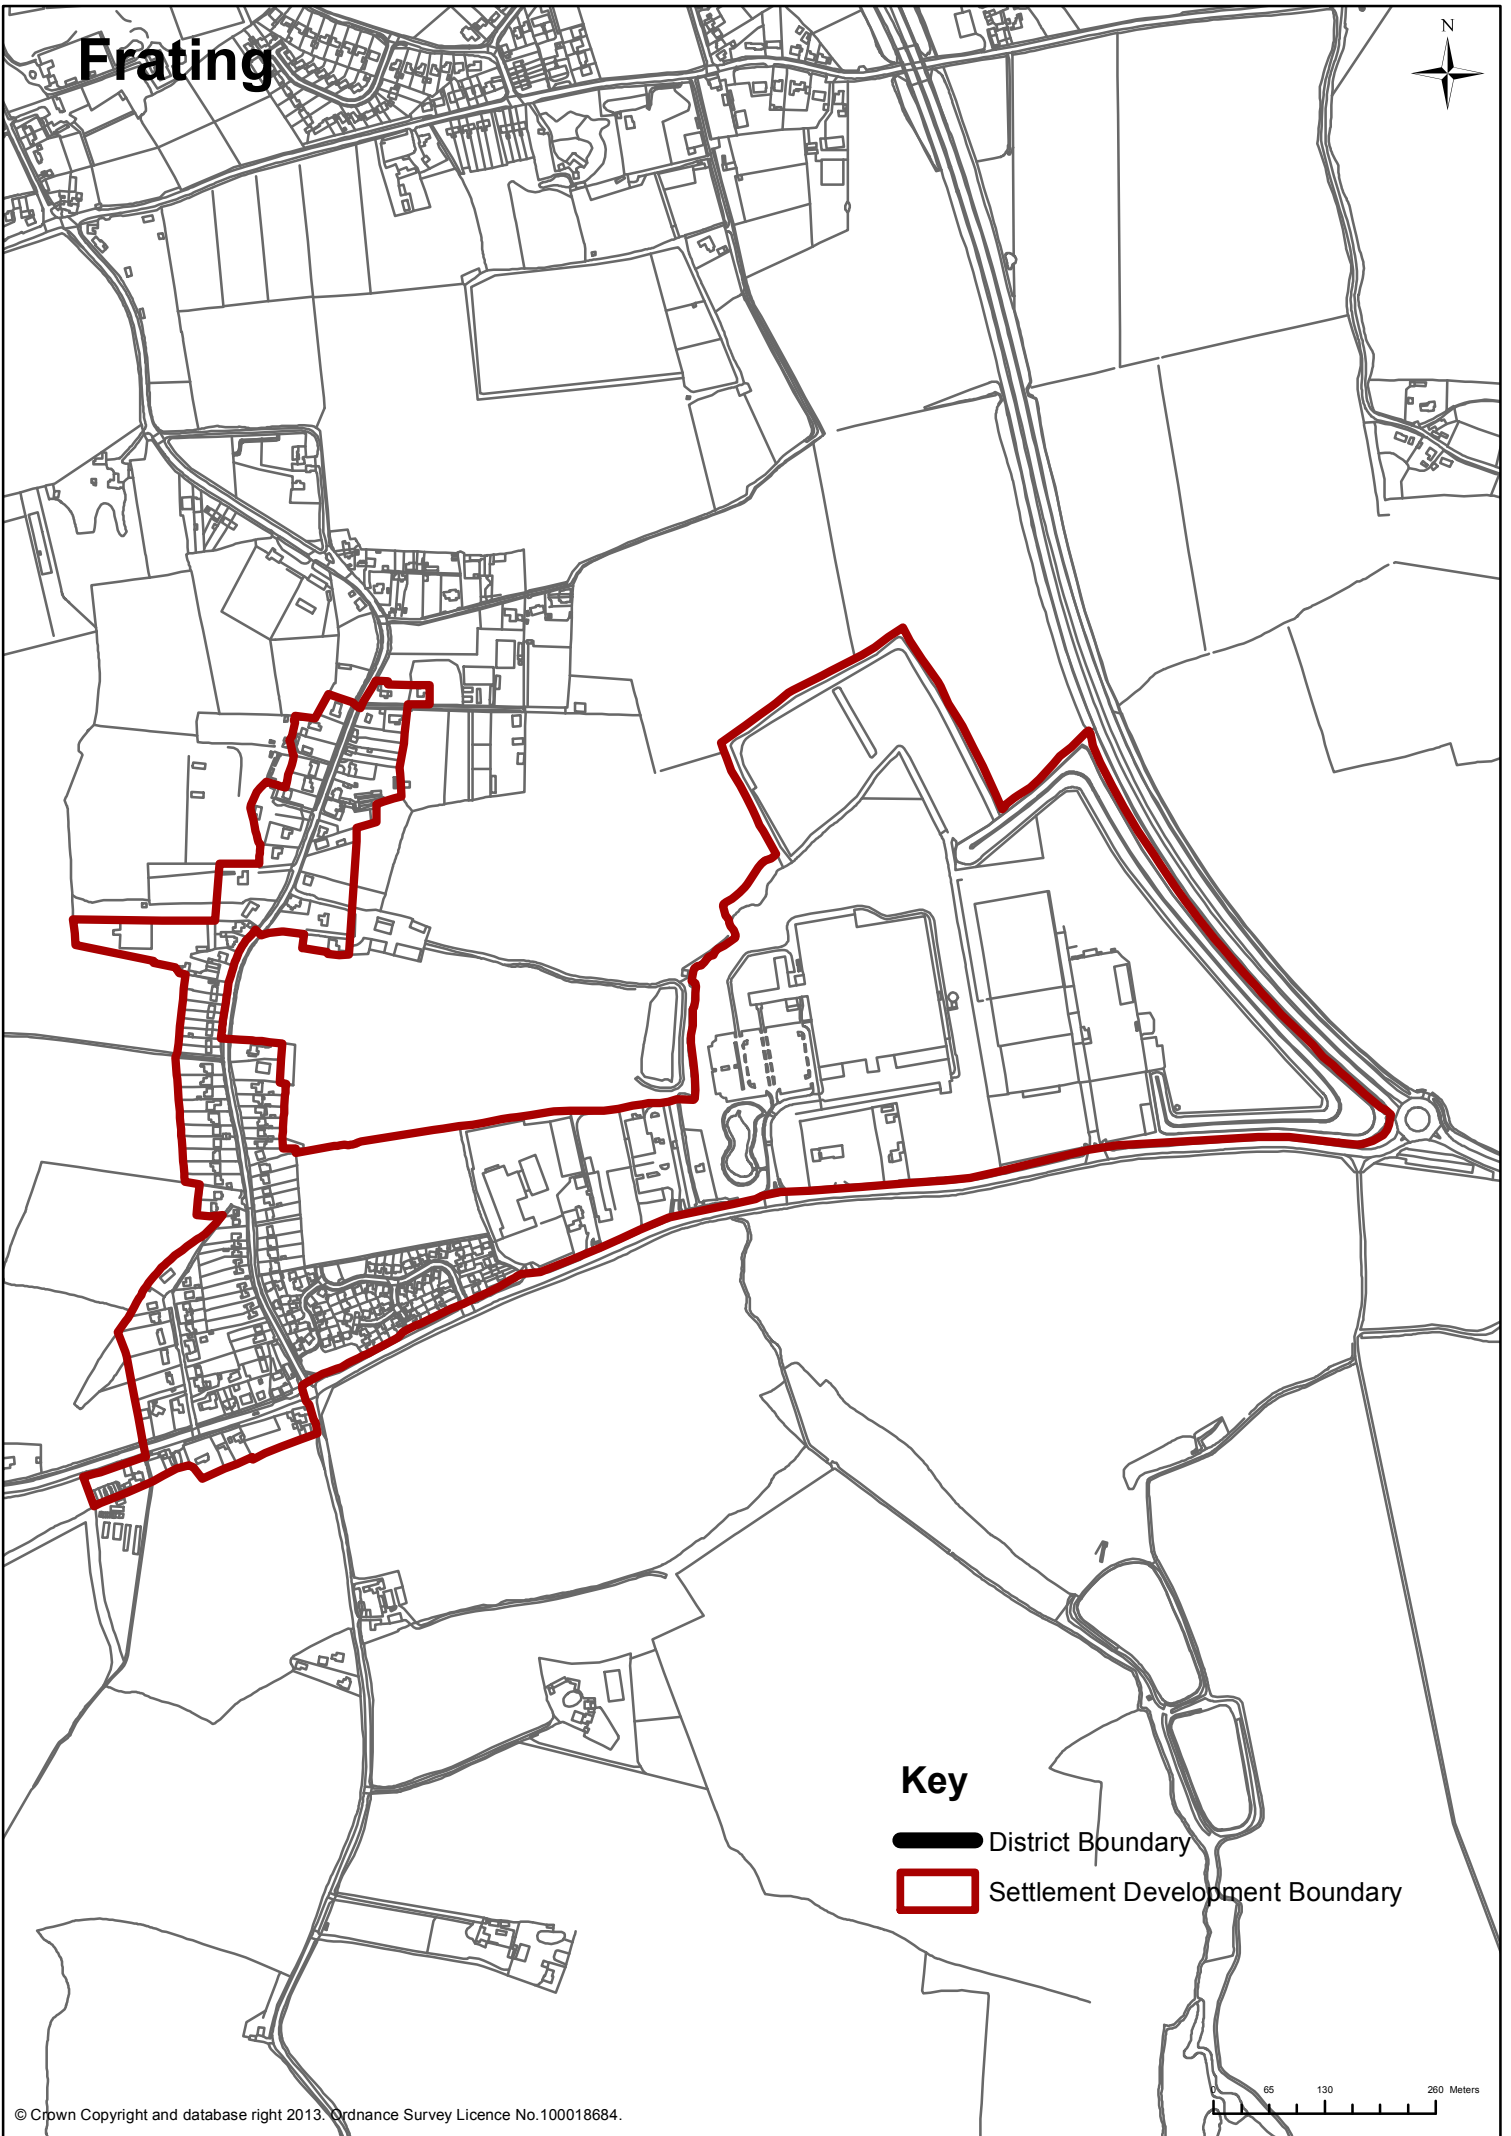 Frating
N
Key
District Boundary
Settlement Development Boundary
0 65 130 260 Meters
© Crown Copyright and database right 2013. Ordnance Survey Licence No.100018684.